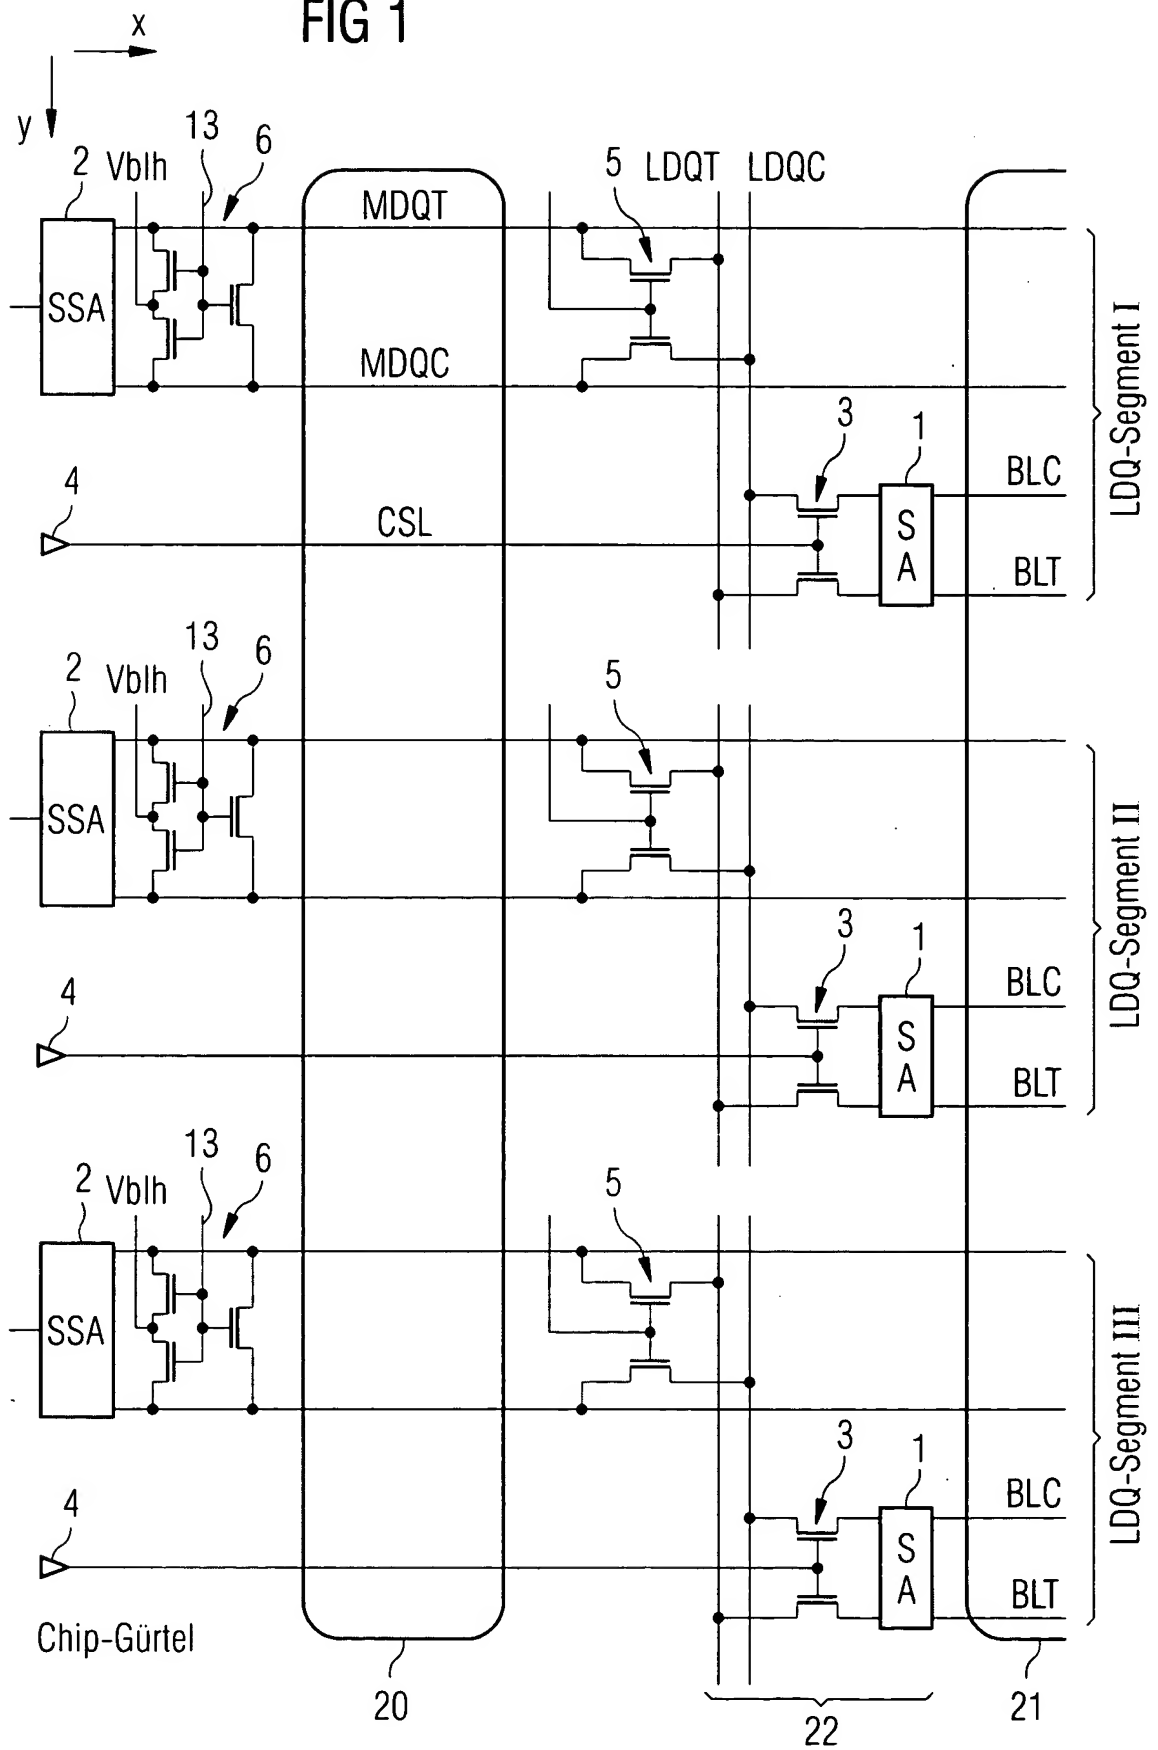 FIG 1
x
y
13
6
2
Vblh
5
LDQT
LDQC
MDQT
SSA
MDQC
LDQ-Segment I
3
1
BLC
4
CSL
S
A
BLT
13
6
2
Vblh
5
SSA
LDQ-Segment II
3
1
BLC
4
S
A
BLT
13
6
2
Vblh
5
SSA
LDQ-Segment III
3
1
BLC
4
S
A
BLT
Chip-Gürtel
20
22
21